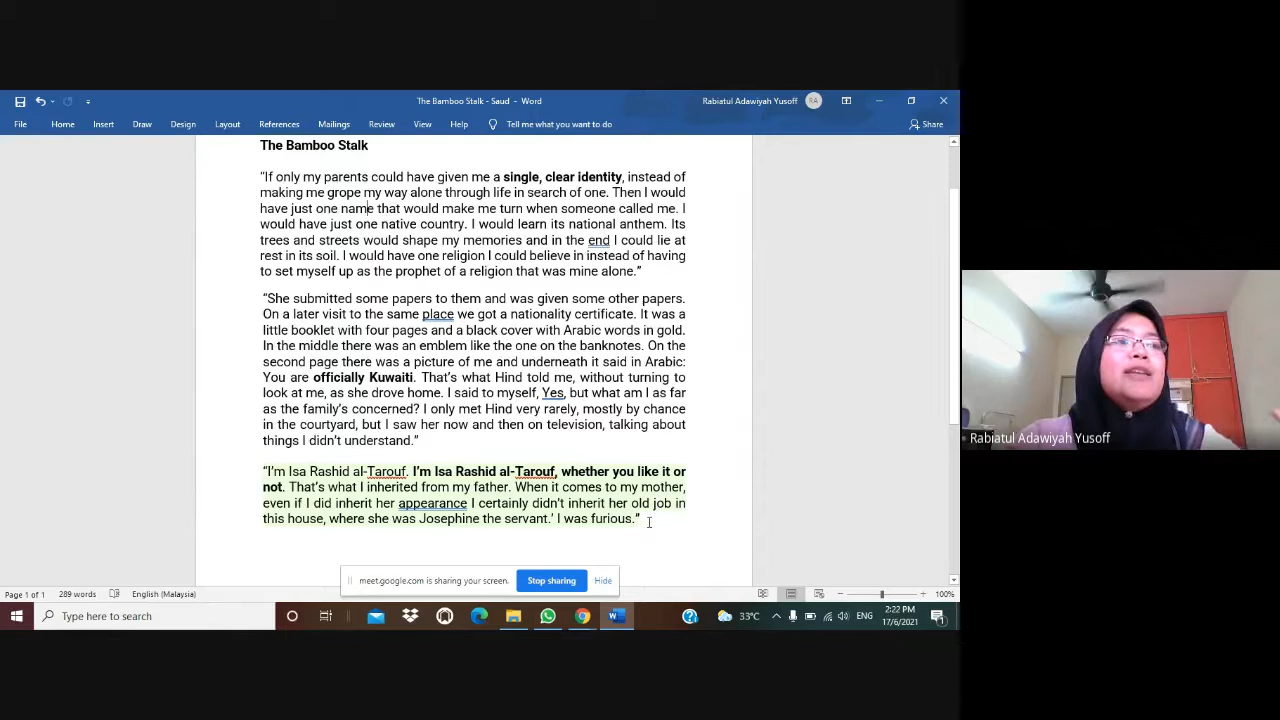 The Bamboo Stalk - Saud - Word
Rabiatul Adawiyah Yusoff RA
File Home Insert Draw Design Layout References Mailings Review View Help Tell me what you want to do Share
The Bamboo Stalk
“If only my parents could have given me a single, clear identity, instead of
making me grope my way alone through life in search of one. Then I would
have just one name that would make me turn when someone called me. I
would have just one native country. I would learn its national anthem. Its
trees and streets would shape my memories and in the end I could lie at
rest in its soil. I would have one religion I could believe in instead of having
to set myself up as the prophet of a religion that was mine alone.”
“She submitted some papers to them and was given some other papers.
On a later visit to the same place we got a nationality certificate. It was a
little booklet with four pages and a black cover with Arabic words in gold.
In the middle there was an emblem like the one on the banknotes. On the
second page there was a picture of me and underneath it said in Arabic:
You are officially Kuwaiti. That’s what Hind told me, without turning to
look at me, as she drove home. I said to myself, Yes, but what am I as far
as the family’s concerned? I only met Hind very rarely, mostly by chance
in the courtyard, but I saw her now and then on television, talking about
things I didn’t understand.”
“I’m Isa Rashid al-Tarouf. I’m Isa Rashid al-Tarouf, whether you like it or
not. That’s what I inherited from my father. When it comes to my mother,
even if I did inherit her appearance I certainly didn’t inherit her old job in
this house, where she was Josephine the servant.’ I was furious.”
Rabiatul Adawiyah Yusoff
meet.google.com is sharing your screen. Stop sharing Hide
Page 1 of 1 289 words English (Malaysia) 100%
Type here to search 33°C ENG 2:22 PM
17/6/2021